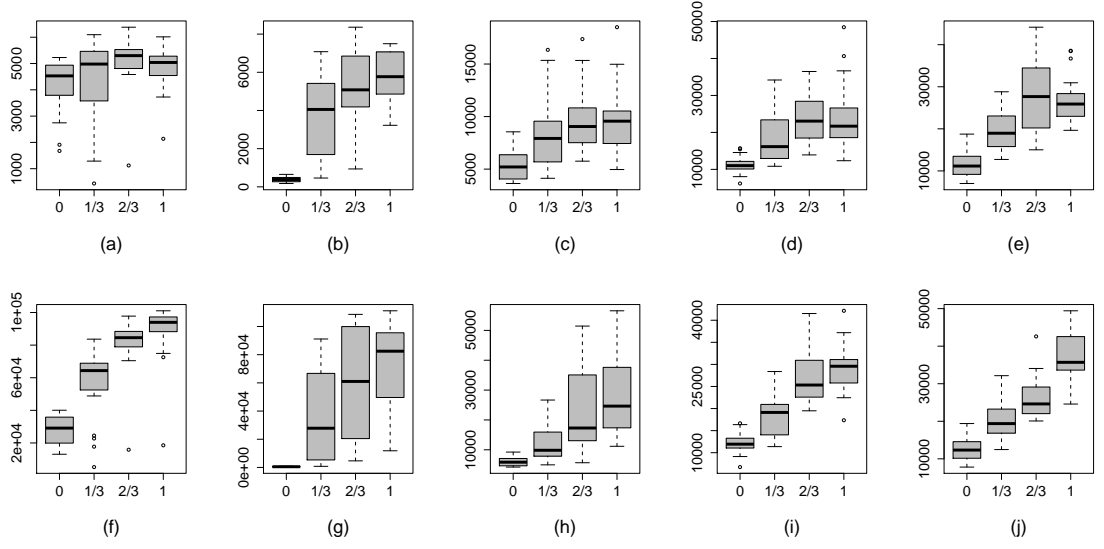 1000 3000 5000
0 1/3 2/3 1
(a)
0 2000 6000
0 1/3 2/3 1
(b)
5000 10000 15000
0 1/3 2/3 1
(c)
10000 30000 50000
0 1/3 2/3 1
(d)
10000 30000
0 1/3 2/3 1
(e)
2e+04 6e+04 1e+05
0 1/3 2/3 1
(f)
0e+00 4e+04 8e+04
0 1/3 2/3 1
(g)
10000 30000 50000
0 1/3 2/3 1
(h)
10000 25000 40000
0 1/3 2/3 1
(i)
10000 30000 50000
0 1/3 2/3 1
(j)